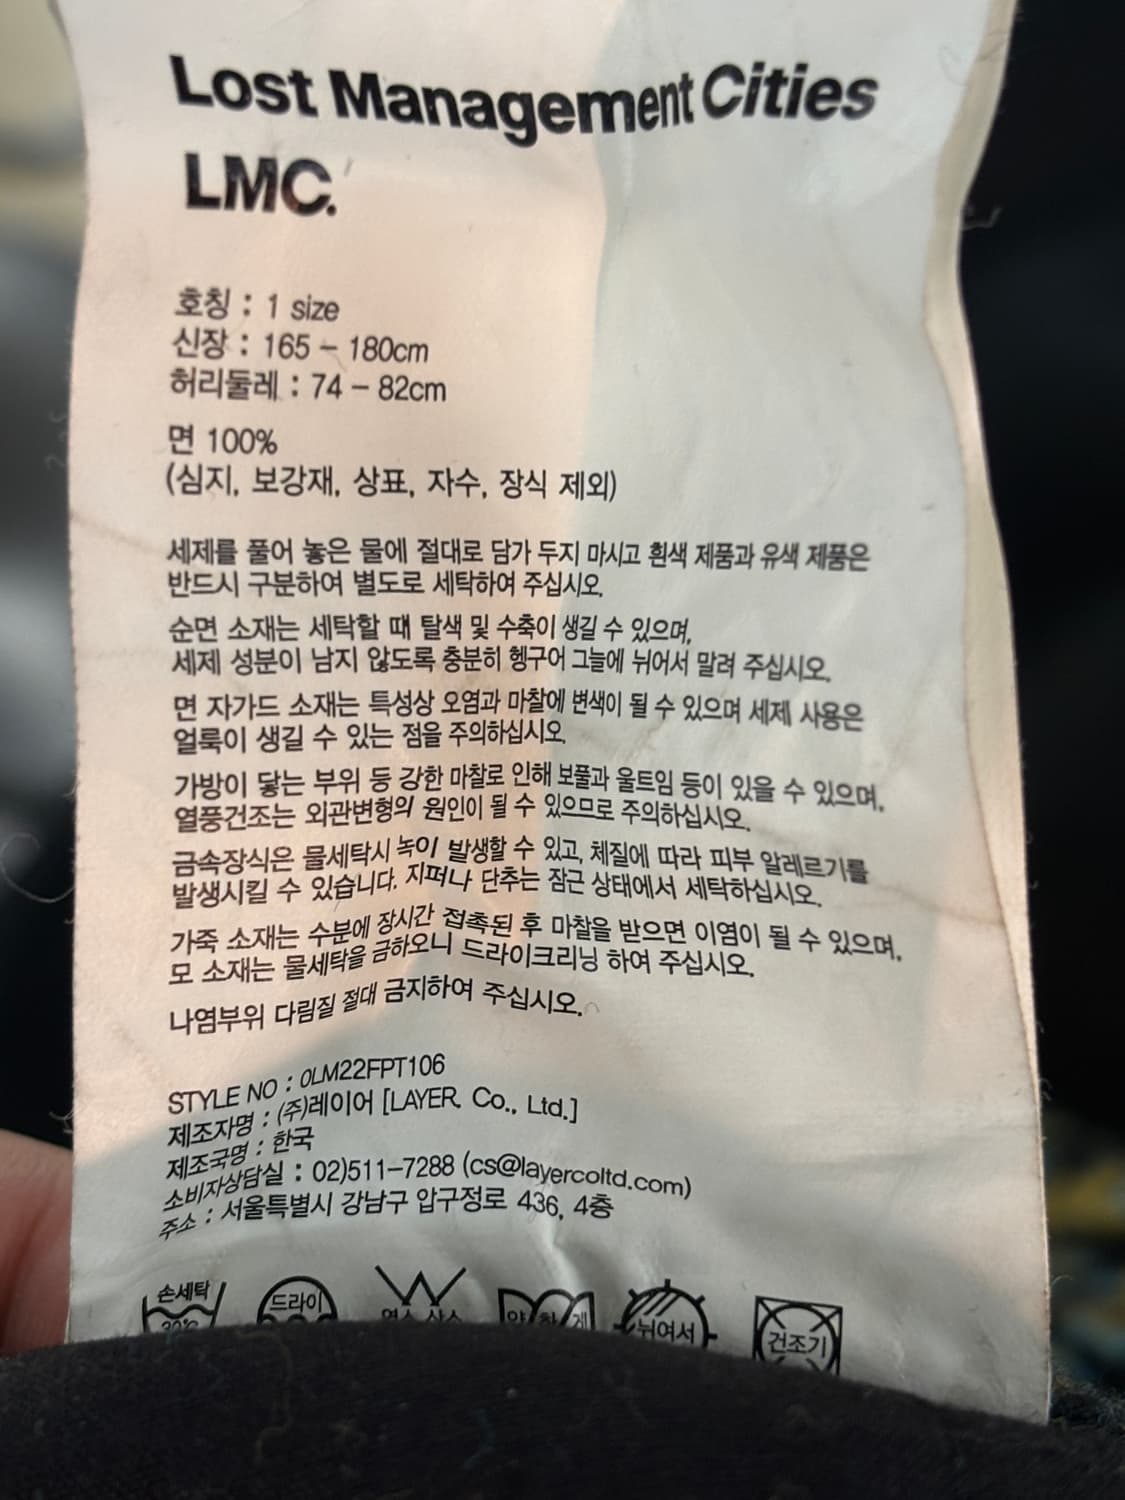 Lost Management Cities
LMC.
호칭 : 1 size
신장 : 165 – 180cm
허리둘레 : 74 – 82cm
면 100%
(심지, 보강재, 상표, 자수, 장식 제외)
세제를 풀어 놓은 물에 절대로 담가 두지 마시고 흰색 제품과 유색 제품은
반드시 구분하여 별도로 세탁하여 주십시오.
순면 소재는 세탁할 때 탈색 및 수축이 생길 수 있으며,
세제 성분이 남지 않도록 충분히 헹구어 그늘에 뉘어서 말려 주십시오.
면 자가드 소재는 특성상 오염과 마찰에 변색이 될 수 있으며 세제 사용은
얼룩이 생길 수 있는 점을 주의하십시오.
가방이 닿는 부위 등 강한 마찰로 인해 보풀과 울트임 등이 있을 수 있으며,
열풍건조는 외관변형의 원인이 될 수 있으므로 주의하십시오.
금속장식은 물세탁시 녹이 발생할 수 있고, 체질에 따라 피부 알레르기를
발생시킬 수 있습니다. 지퍼나 단추는 잠근 상태에서 세탁하십시오.
가죽 소재는 수분에 장시간 접촉된 후 마찰을 받으면 이염이 될 수 있으며,
모 소재는 물세탁을 금하오니 드라이크리닝 하여 주십시오.
나염부위 다림질 절대 금지하여 주십시오.
STYLE NO : 0LM22FPT106
제조자명 : (주)레이어 [LAYER. Co., Ltd.]
제조국명 : 한국
소비자상담실 : 02)511-7288 (cs@layercoltd.com)
주소 : 서울특별시 강남구 압구정로 436, 4층
손세탁 드라이 뉘어서 건조기